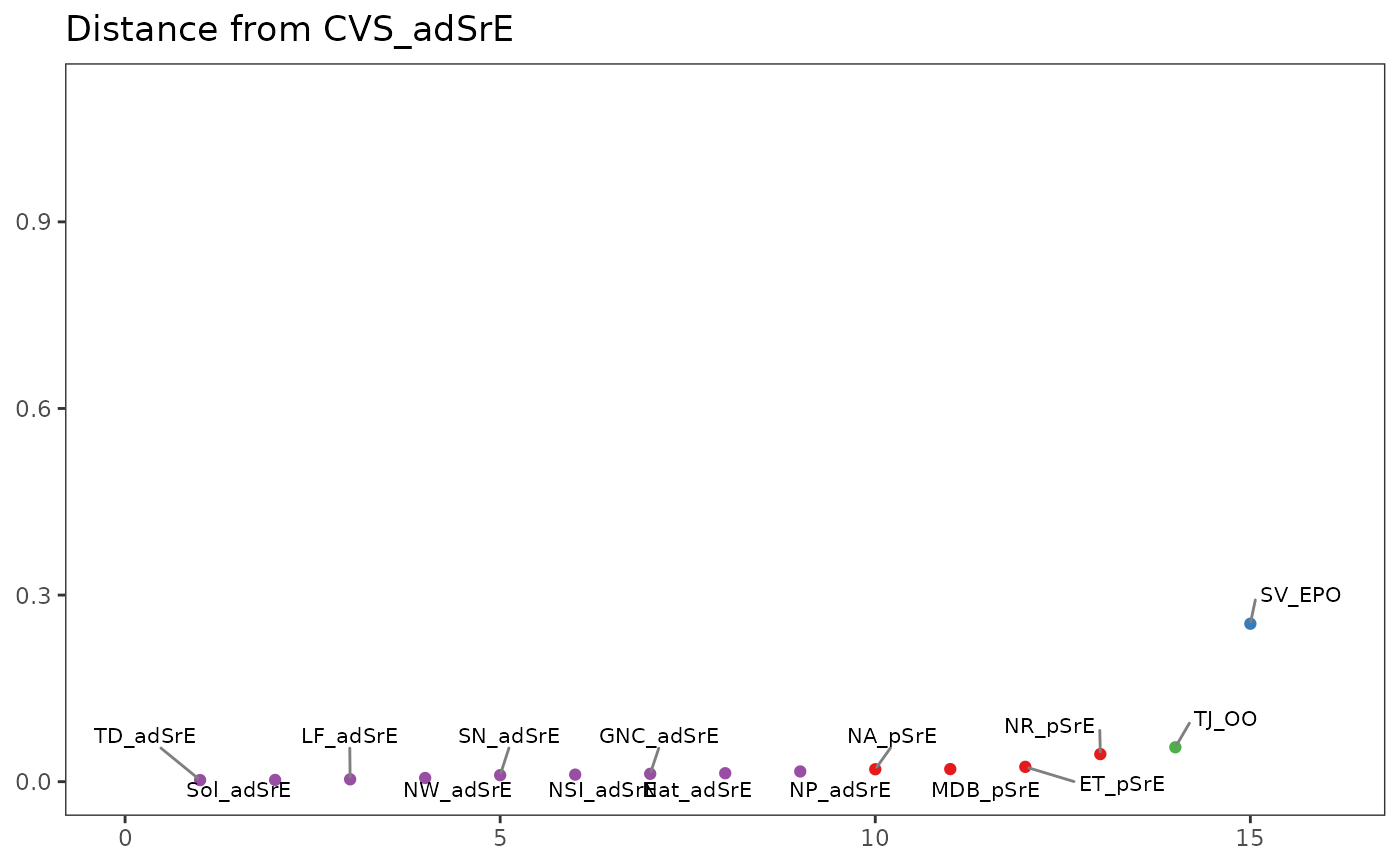 Distance from CVS_adSrE
0.9
0.6
0.3
0.0
SV_EPO
TJ_OO
NR_pSrE
TD_adSrE
LF_adSrE
SN_adSrE
GNC_adSrE
NA_pSrE
ET_pSrE
Sol_adSrE
NW_adSrE
NSI_adSrE
Nat_adSrE
NP_adSrE
MDB_pSrE
0
5
10
15